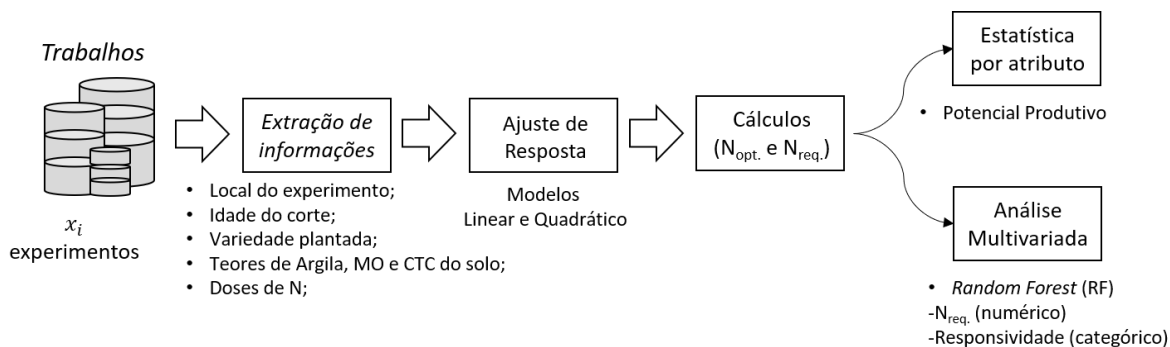 Trabalhos
x_i
experimentos
Extração de
informações
• Local do experimento;
• Idade do corte;
• Variedade plantada;
• Teores de Argila, MO e CTC do solo;
• Doses de N;
Ajuste de
Resposta
Modelos
Linear e Quadrático
Cálculos
(N_opt. e N_req.)
Estatística
por atributo
• Potencial Produtivo
Análise
Multivariada
• Random Forest (RF)
-N_req. (numérico)
-Responsividade (categórico)